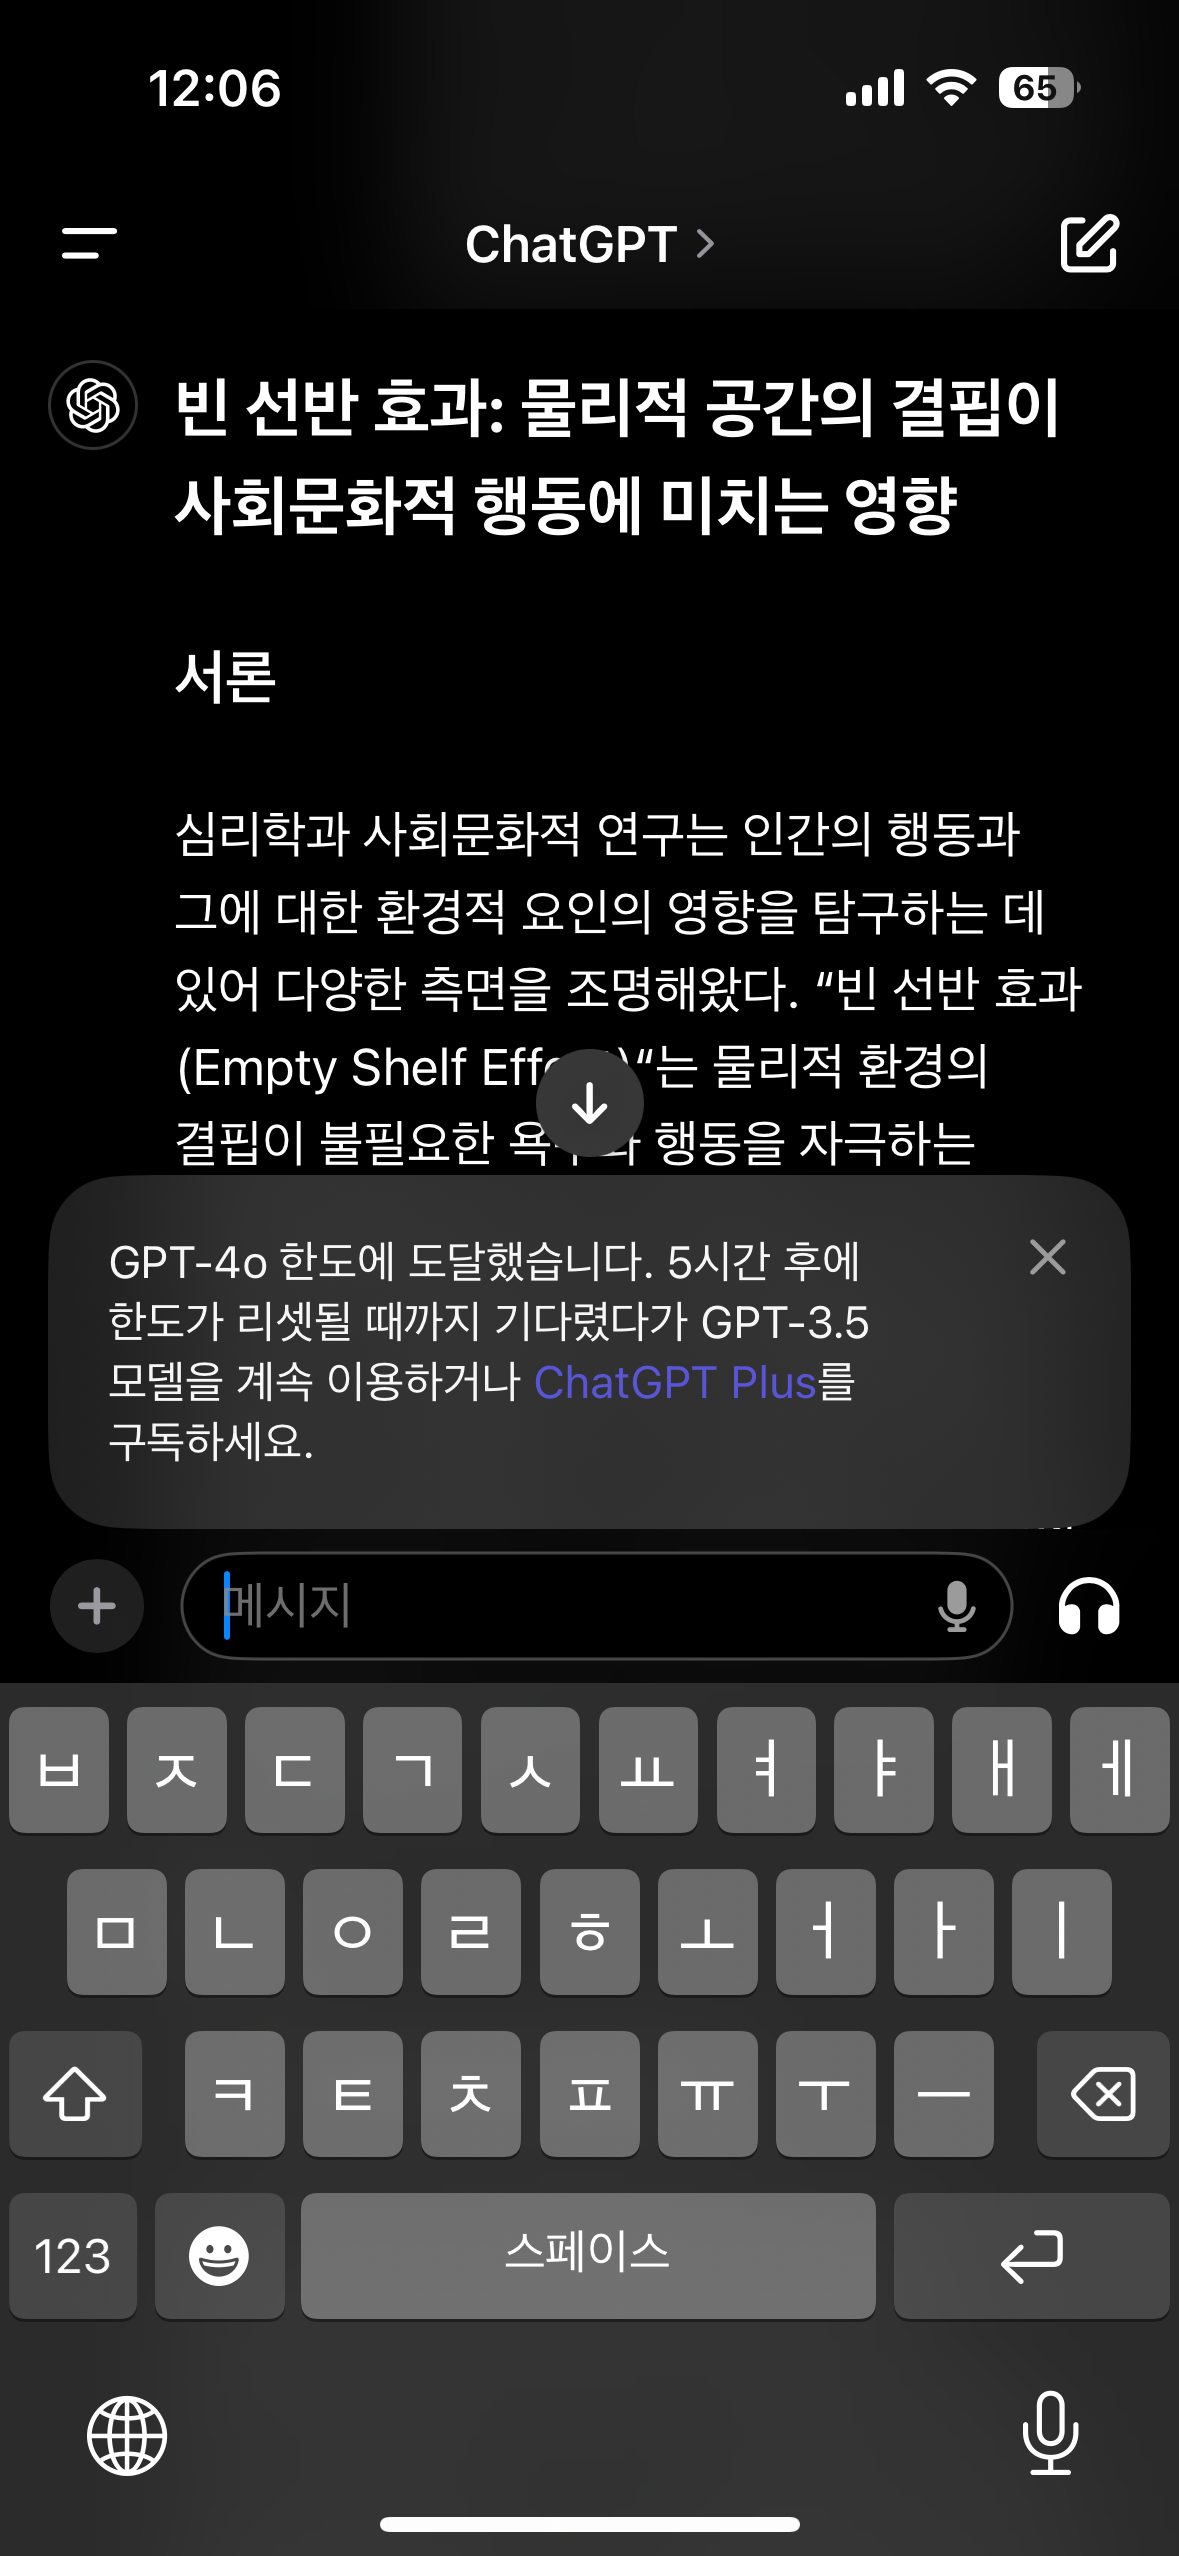 12:06
65
ChatGPT
빈 선반 효과: 물리적 공간의 결핍이
사회문화적 행동에 미치는 영향
서론
심리학과 사회문화적 연구는 인간의 행동과
그에 대한 환경적 요인의 영향을 탐구하는 데
있어 다양한 측면을 조명해왔다. “빈 선반 효과
(Empty Shelf “는 물리적 환경의
결핍이 불필요한 행동을 자극하는
GPT-4o 한도에 도달했습니다. 5시간 후에
한도가 리셋될 때까지 기다렸다가 GPT-3.5
모델을 계속 이용하거나 ChatGPT Plus를
구독하세요.
메시지
ㅂ ㅈ ㄷ ㄱ ㅅ ㅛ ㅕ ㅑ ㅐ ㅔ
ㅁ ㄴ ㅇ ㄹ ㅎ ㅗ ㅓ ㅏ ㅣ
ㅋ ㅌ ㅊ ㅍ ㅠ ㅜ ㅡ
123 스페이스